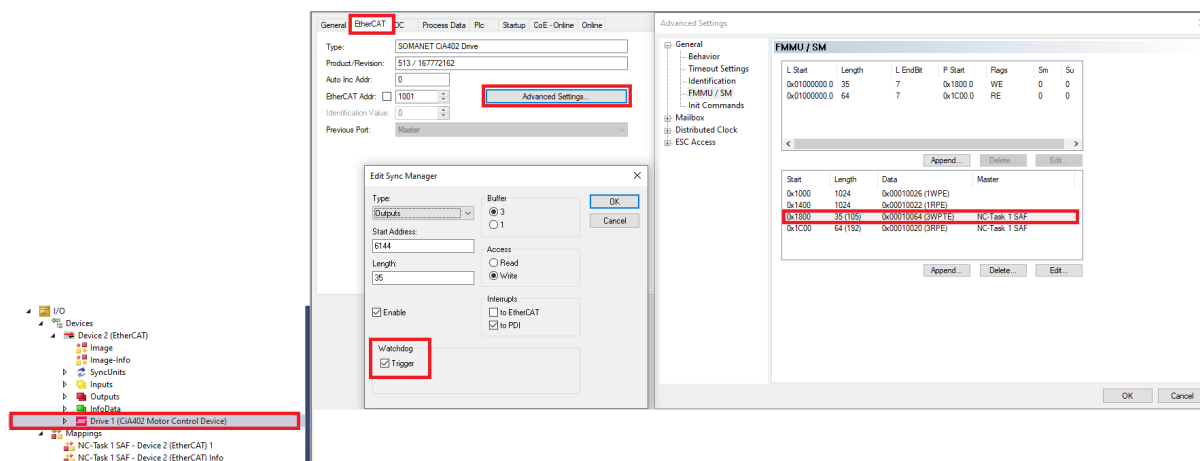 General EtherCAT DC Process Data Plc Startup CoE - Online Online
Type: SOMANET CiA402 Drive
Product/Revision: 513 / 167772162
Auto Inc Addr: 0
EtherCAT Addr: 1001 Advanced Settings...
Identification Value: 0
Previous Port: Master
Edit Sync Manager
Type:
Outputs
Start Address:
6144
Length:
35
Enable
Watchdog
Trigger
Buffer
3
1
Access
Read
Write
Interrupts
to EtherCAT
to PDI
OK
Cancel
Advanced Settings
General
Behavior
Timeout Settings
Identification
FMMU / SM
Init Commands
Mailbox
Distributed Clock
ESC Access
FMMU / SM
L Start Length L EndBit P Start Flags Sm Su
0x01000000.0 35 7 0x1800.0 WE 0 0
0x01000000.0 64 7 0x1C00.0 RE 0 0
Append... Delete... Edit...
Start Length Data Master
0x1000 1024 0x00010026 (1WPE)
0x1400 1024 0x00010022 (1RPE)
0x1800 35 (105) 0x00010064 (3WPTE) NC-Task 1 SAF
0x1C00 64 (192) 0x00010020 (3RPE) NC-Task 1 SAF
Append... Delete... Edit...
OK Cancel
I/O
Devices
Device 2 (EtherCAT)
Image
Image-Info
SyncUnits
Inputs
Outputs
InfoData
Drive 1 (CiA402 Motor Control Device)
Mappings
NC-Task 1 SAF - Device 2 (EtherCAT) 1
NC-Task 1 SAF - Device 2 (EtherCAT) Info